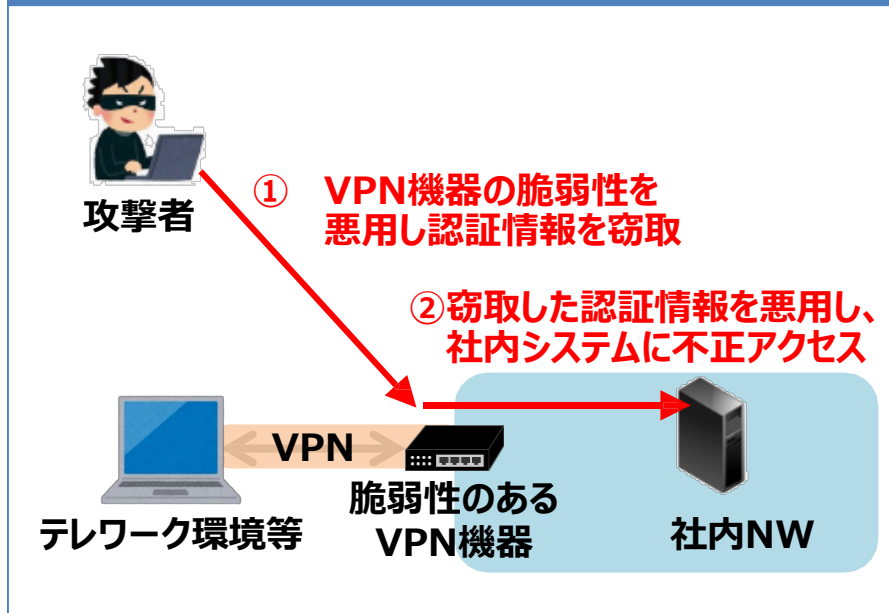 攻撃者
① VPN機器の脆弱性を
悪用し認証情報を窃取
②窃取した認証情報を悪用し、
社内システムに不正アクセス
VPN
テレワーク環境等
脆弱性のある
VPN機器
社内NW